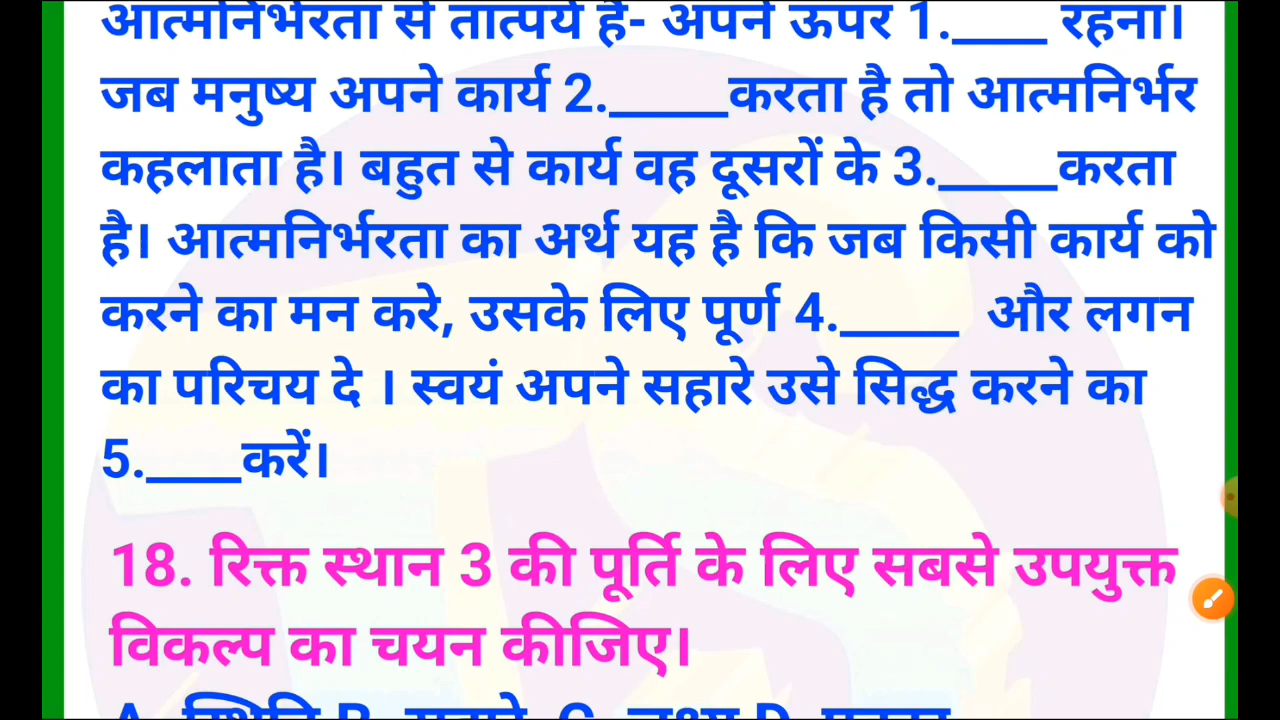 आत्मनिर्भरता से तात्पर्य है- अपने ऊपर 1.____ रहना।
जब मनुष्य अपने कार्य 2._____करता है तो आत्मनिर्भर
कहलाता है। बहुत से कार्य वह दूसरों के 3._____करता
है। आत्मनिर्भरता का अर्थ यह है कि जब किसी कार्य को
करने का मन करे, उसके लिए पूर्ण 4._____ और लगन
का परिचय दे । स्वयं अपने सहारे उसे सिद्ध करने का
5.____करें।
18. रिक्त स्थान 3 की पूर्ति के लिए सबसे उपयुक्त
विकल्प का चयन कीजिए।